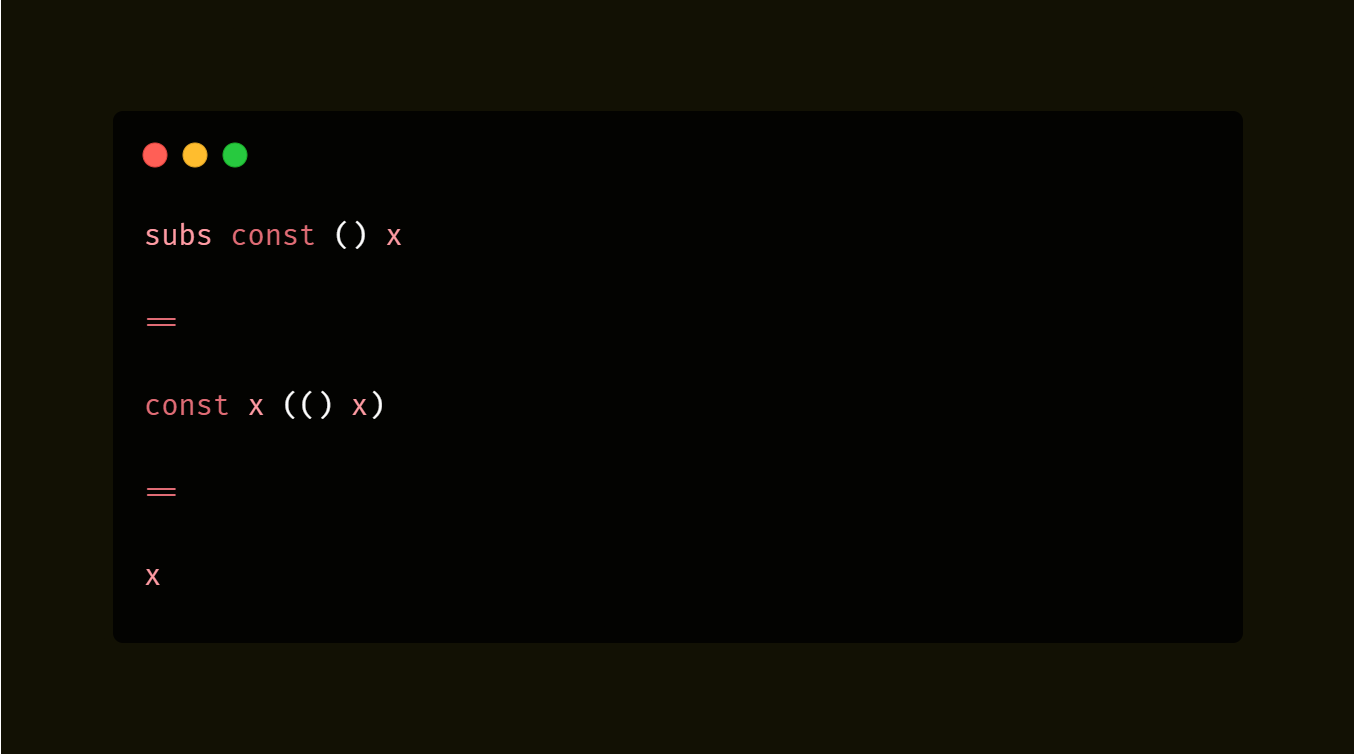 subs const () x
==
const x (() x)
==
x